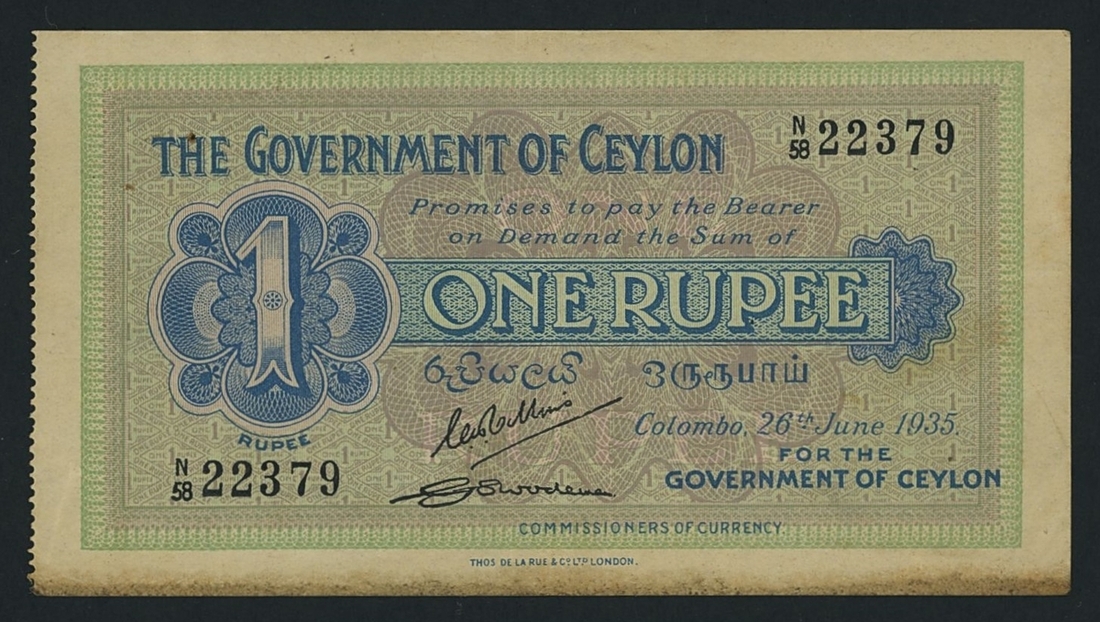 THE GOVERNMENT OF CEYLON
N/58 22379
Promises to pay the Bearer
on Demand the Sum of
1
ONE RUPEE
රුපියලයි ஒருரூபாய்
RUPEE
Colombo, 26th June 1935.
FOR THE
GOVERNMENT OF CEYLON
N/58 22379
COMMISSIONERS OF CURRENCY.
THOS DE LA RUE & CO. LTD. LONDON.